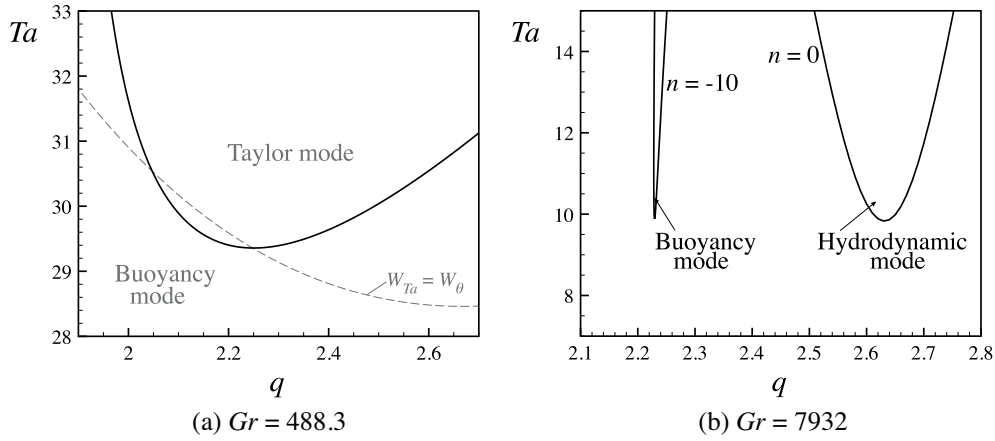 Ta
33
32
31
30
29
28
Taylor mode
Buoyancy
mode
W_Ta = W_θ
2
2.2
2.4
2.6
q
(a) Gr = 488.3
Ta
14
12
10
8
n = 0
n = -10
Buoyancy
mode
Hydrodynamic
mode
2.1
2.2
2.3
2.4
2.5
2.6
2.7
2.8
q
(b) Gr = 7932